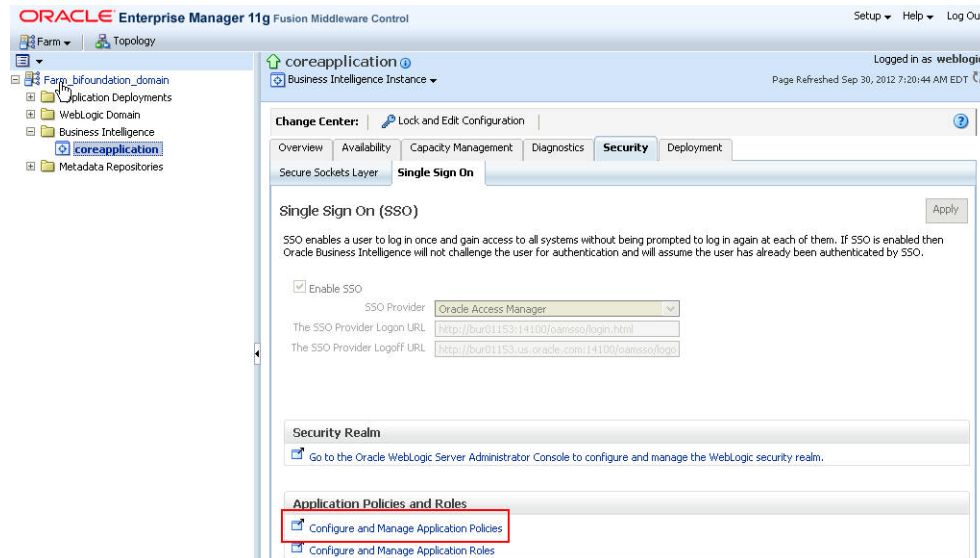 ORACLE Enterprise Manager 11g Fusion Middleware Control
Setup Help Log Ou
Farm Topology
Farm_bifoundation_domain
Application Deployments
WebLogic Domain
Business Intelligence
coreapplication
Metadata Repositories
coreapplication
Logged in as weblogic
Business Intelligence Instance
Page Refreshed Sep 30, 2012 7:20:44 AM EDT
Change Center: Lock and Edit Configuration
Overview Availability Capacity Management Diagnostics Security Deployment
Secure Sockets Layer Single Sign On
Single Sign On (SSO)
Apply
SSO enables a user to log in once and gain access to all systems without being prompted to log in again at each of them. If SSO is enabled then
Oracle Business Intelligence will not challenge the user for authentication and will assume the user has already been authenticated by SSO.
Enable SSO
SSO Provider Oracle Access Manager
The SSO Provider Logon URL http://bur01153:14100/oamsso/login.html
The SSO Provider Logoff URL http://bur01153.us.oracle.com:14100/oamsso/logo
Security Realm
Go to the Oracle WebLogic Server Administrator Console to configure and manage the WebLogic security realm.
Application Policies and Roles
Configure and Manage Application Policies
Configure and Manage Application Roles